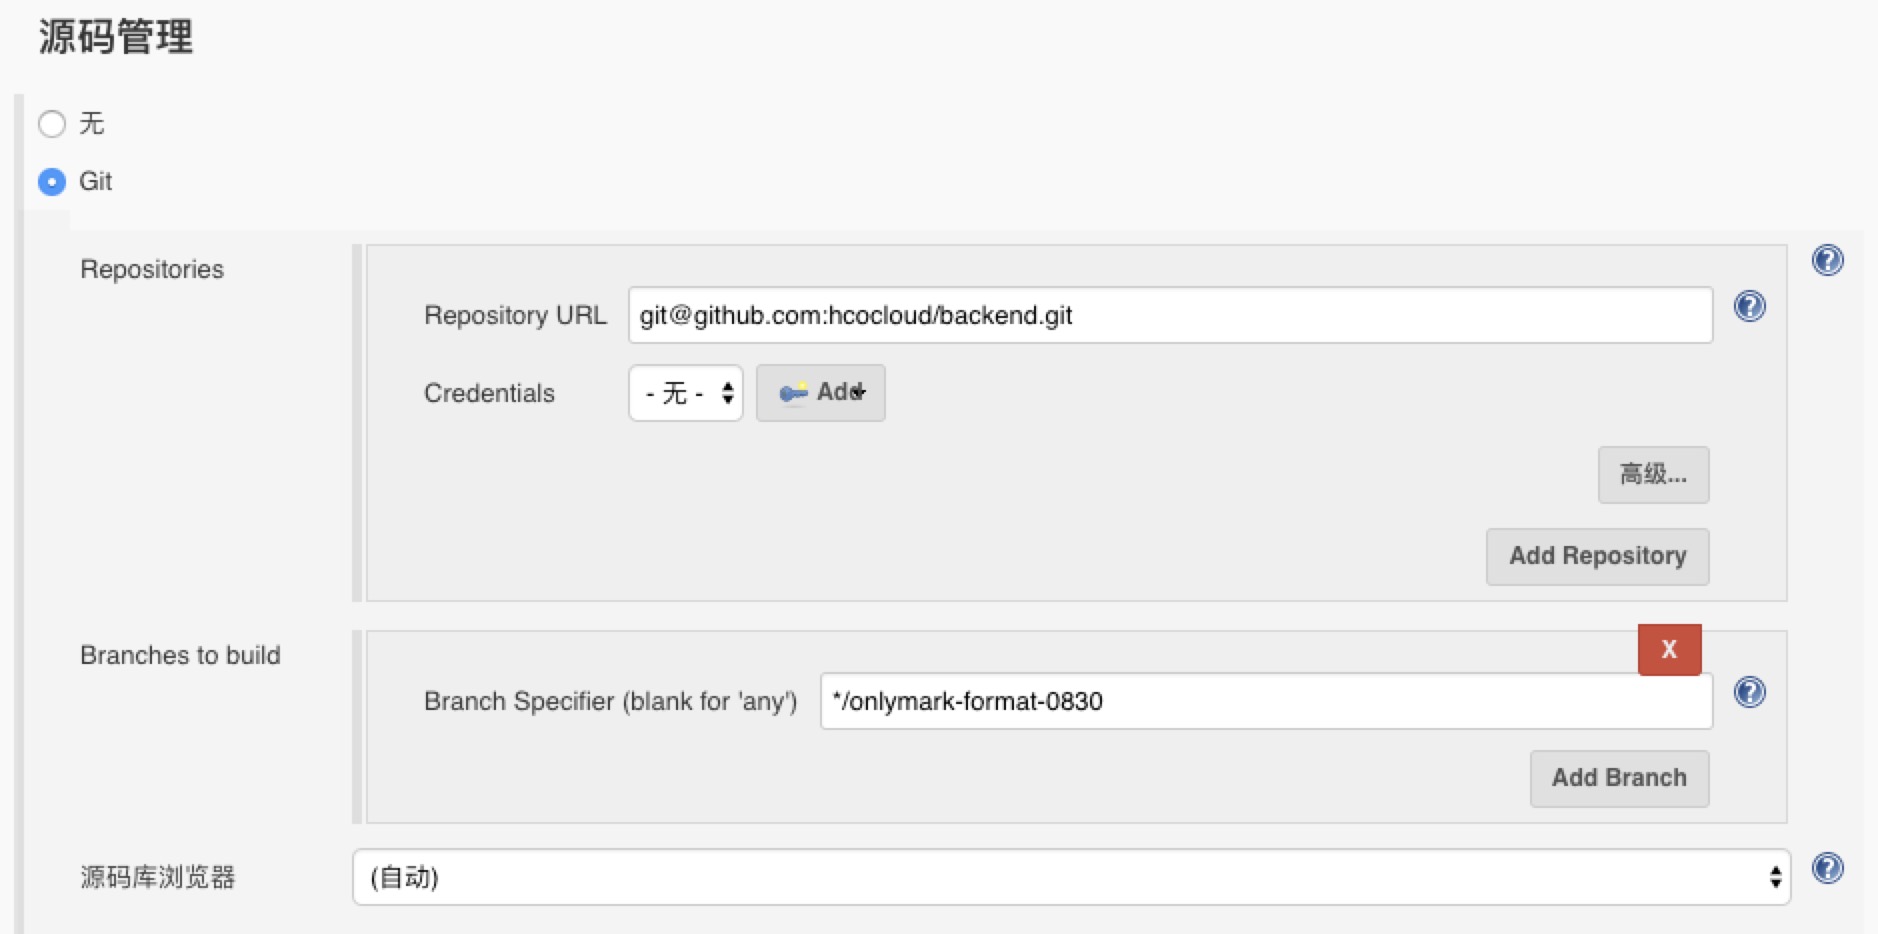 源码管理
无
Git
Repositories
Repository URL git@github.com:hcocloud/backend.git
Credentials - 无 - Add
高级...
Add Repository
Branches to build
X
Branch Specifier (blank for 'any') */onlymark-format-0830
Add Branch
源码库浏览器 (自动)